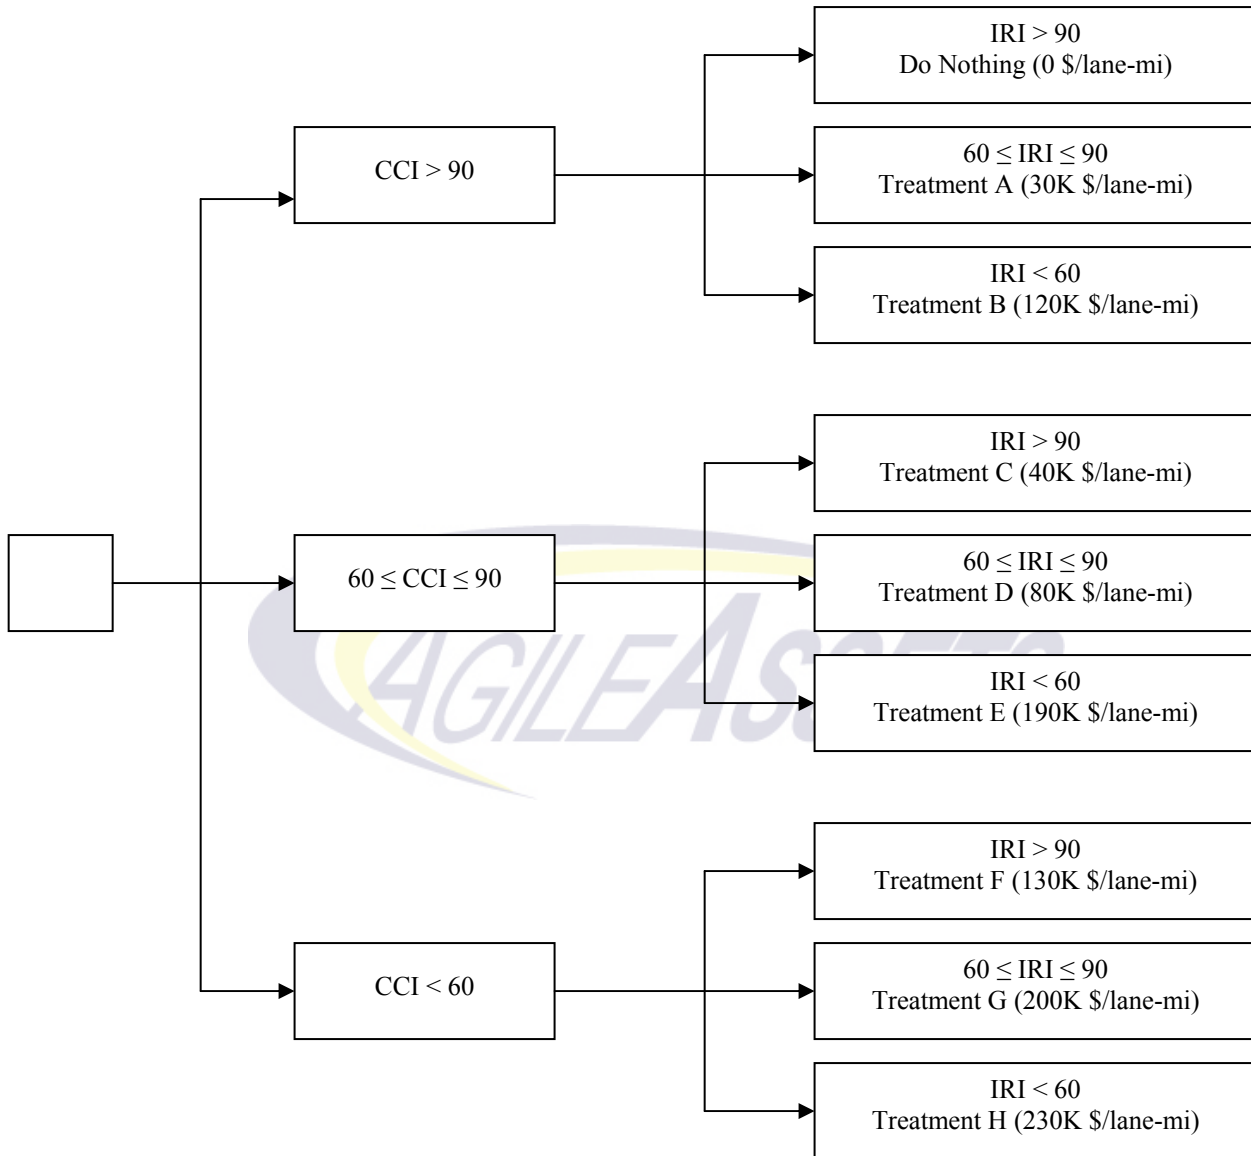 IRI > 90
Do Nothing (0 $/lane-mi)
CCI > 90
60 ≤ IRI ≤ 90
Treatment A (30K $/lane-mi)
IRI < 60
Treatment B (120K $/lane-mi)
IRI > 90
Treatment C (40K $/lane-mi)
60 ≤ CCI ≤ 90
60 ≤ IRI ≤ 90
Treatment D (80K $/lane-mi)
IRI < 60
Treatment E (190K $/lane-mi)
AGILEASSETS
IRI > 90
Treatment F (130K $/lane-mi)
CCI < 60
60 ≤ IRI ≤ 90
Treatment G (200K $/lane-mi)
IRI < 60
Treatment H (230K $/lane-mi)